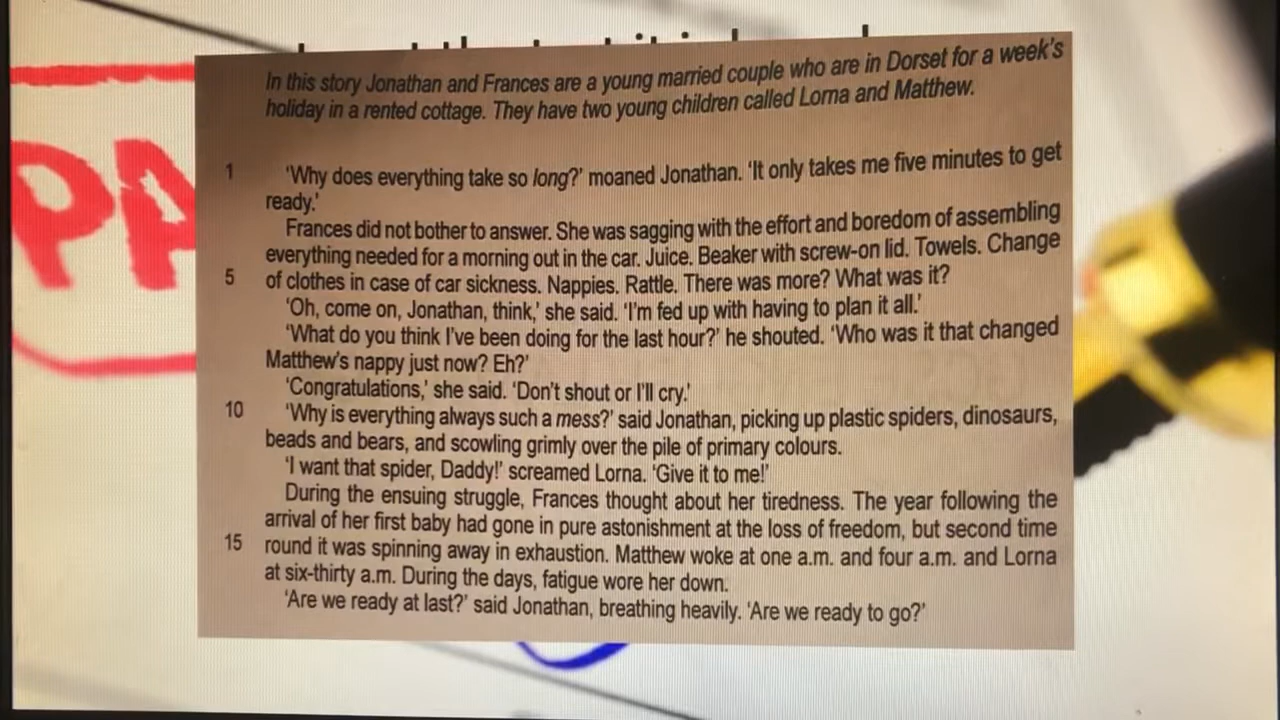 PA
In this story Jonathan and Frances are a young married couple who are in Dorset for a week's
holiday in a rented cottage. They have two young children called Lorna and Matthew.
1 'Why does everything take so long?' moaned Jonathan. 'It only takes me five minutes to get
ready.'
Frances did not bother to answer. She was sagging with the effort and boredom of assembling
everything needed for a morning out in the car. Juice. Beaker with screw-on lid. Towels. Change
5 of clothes in case of car sickness. Nappies. Rattle. There was more? What was it?
'Oh, come on, Jonathan, think,' she said. 'I'm fed up with having to plan it all.'
'What do you think I've been doing for the last hour?' he shouted. 'Who was it that changed
Matthew's nappy just now? Eh?'
'Congratulations,' she said. 'Don't shout or I'll cry.'
10 'Why is everything always such a mess?' said Jonathan, picking up plastic spiders, dinosaurs,
beads and bears, and scowling grimly over the pile of primary colours.
'I want that spider, Daddy!' screamed Lorna. 'Give it to me!'
During the ensuing struggle, Frances thought about her tiredness. The year following the
arrival of her first baby had gone in pure astonishment at the loss of freedom, but second time
15 round it was spinning away in exhaustion. Matthew woke at one a.m. and four a.m. and Lorna
at six-thirty a.m. During the days, fatigue wore her down.
'Are we ready at last?' said Jonathan, breathing heavily. 'Are we ready to go?'